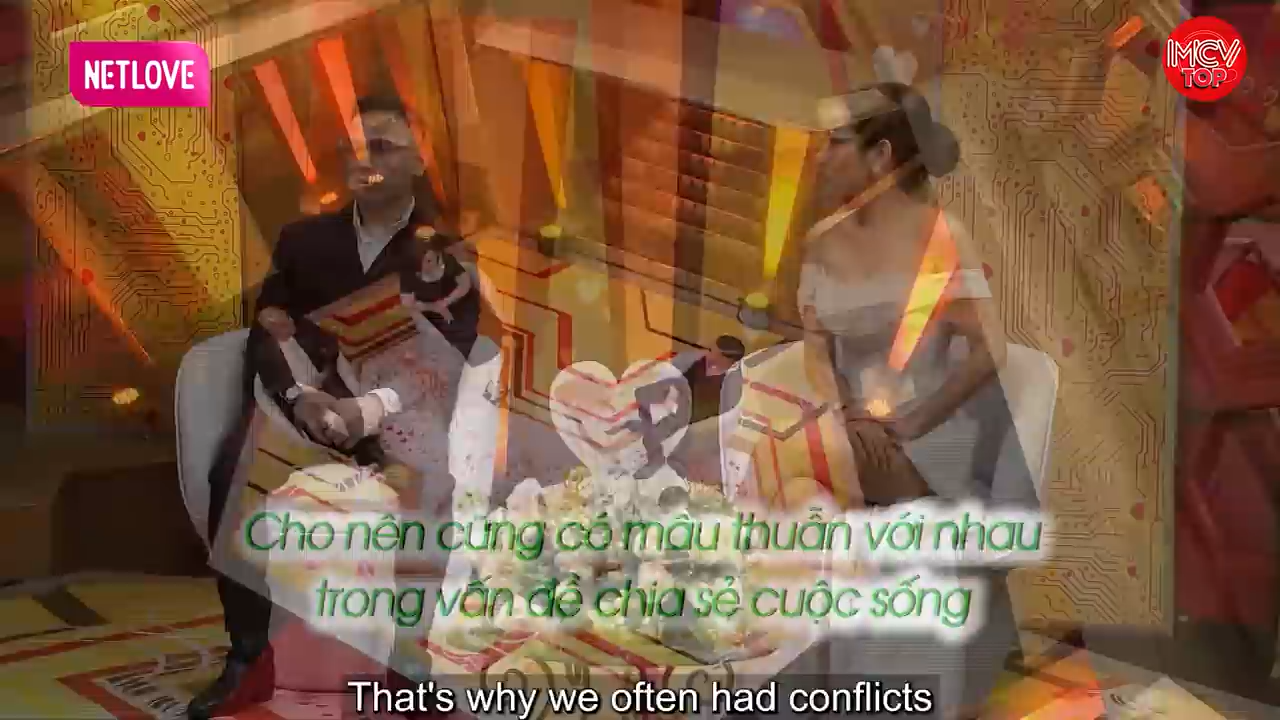 NETLOVE
MCV
TOP
Cho nên cũng có mâu thuẫn với nhau
trong vấn đề chia sẻ cuộc sống
That's why we often had conflicts